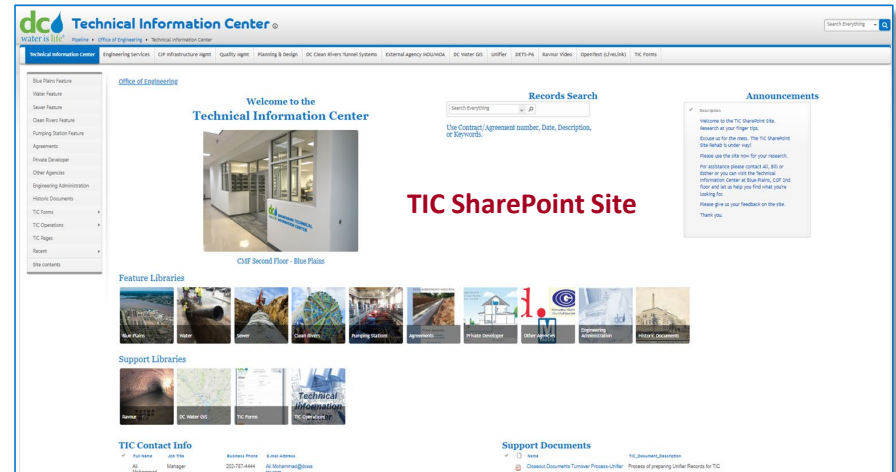 dc
water is life
Technical Information Center
Search Everything
Pipeline ▸ Office of Engineering ▸ Technical Information Center
Technical Information Center Engineering Services CIP Infrastructure Mgmt Quality Mgmt Planning & Design DC Clean Rivers Tunnel Systems External Agency MOU/MOA DC Water GIS Unifier DETS-PA Ravnur Video OpenText (LiveLink) TIC Forms
Blue Plains Feature
Water Feature
Sewer Feature
Clean Rivers Feature
Pumping Station Feature
Agreements
Private Developer
Other Agencies
Engineering Administration
Historic Documents
TIC Forms
TIC Operations
TIC Pages
Recent
Site contents
Office of Engineering
Welcome to the
Technical Information Center
CMF Second Floor - Blue Plains
Records Search
Search Everything
Use Contract/Agreement number, Date, Description,
or Keywords.
TIC SharePoint Site
Announcements
Description
Welcome to the TIC SharePoint Site.
Research at your finger tips.
Excuse us for the mess. The TIC SharePoint
Site Rehab is under way!
Please use the site now for your research.
For assistance please contact Ali, Bill or
Esther or you can visit the Technical
Information Center at Blue Plains, COF 2nd
floor and let us help you find what you're
looking for.
Please give us your feedback on the site.
Thank you.
Feature Libraries
Blue Plains
Water
Sewer
Clean Rivers
Pumping Stations
Agreements
Private Developer
Other Agencies
Engineering
Administration
Historic Documents
Support Libraries
Ravnur
DC Water GIS
TIC Forms
Technical
Information
TIC Operations
TIC Contact Info
Full Name Job Title Business Phone E-mail Address
Ali
Mohammed
Manager
202-787-4444
Ali.Mohammad@dcwa
Support Documents
Name TIC_Document_Description
Closeout Documents Turnover Process-Unifier Process of preparing Unifier Records for TIC